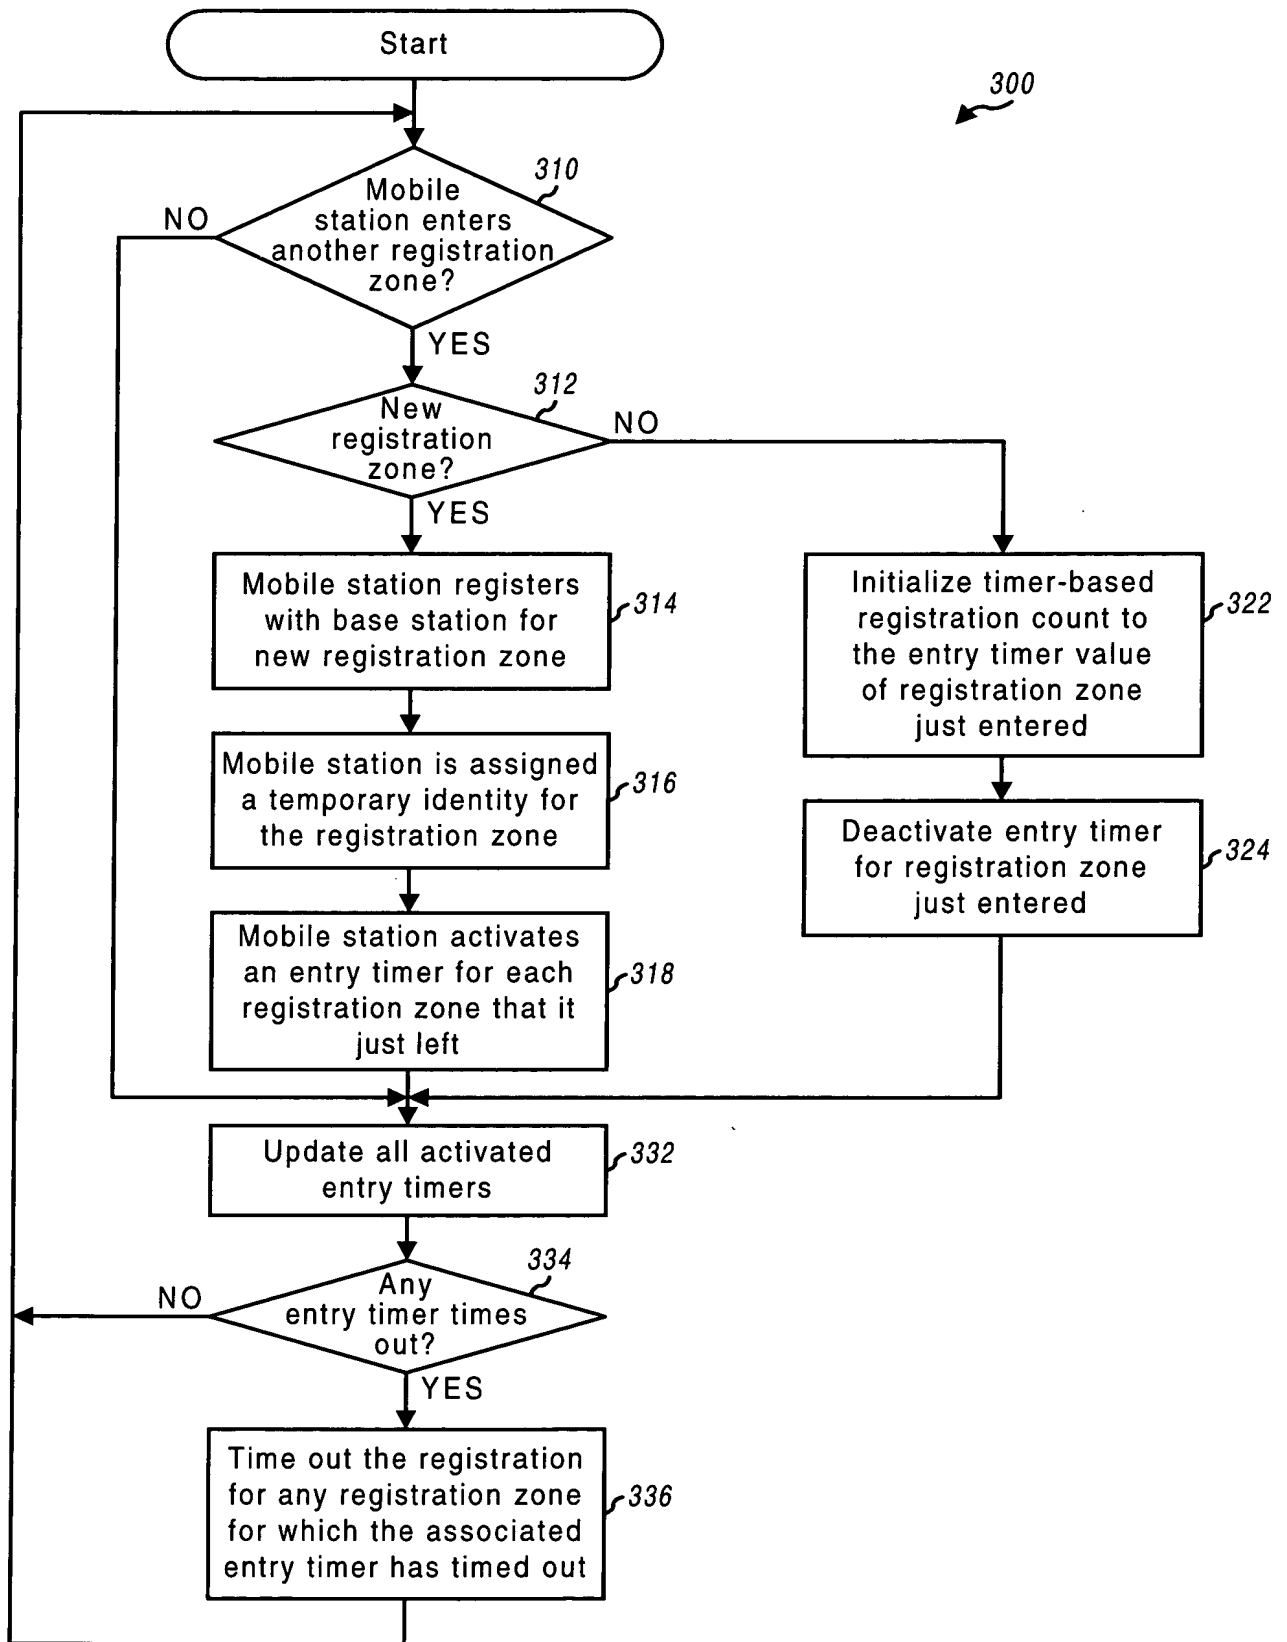 Start
300
310
Mobile
station enters
another registration
zone?
NO
YES
312
New
registration
zone?
NO
YES
Mobile station registers
with base station for
new registration zone
314
Initialize timer-based
registration count to
the entry timer value
of registration zone
just entered
322
Mobile station is assigned
a temporary identity for
the registration zone
316
Deactivate entry timer
for registration zone
just entered
324
Mobile station activates
an entry timer for each
registration zone that it
just left
318
Update all activated
entry timers
332
334
Any
entry timer times
out?
NO
YES
Time out the registration
for any registration zone
for which the associated
entry timer has timed out
336